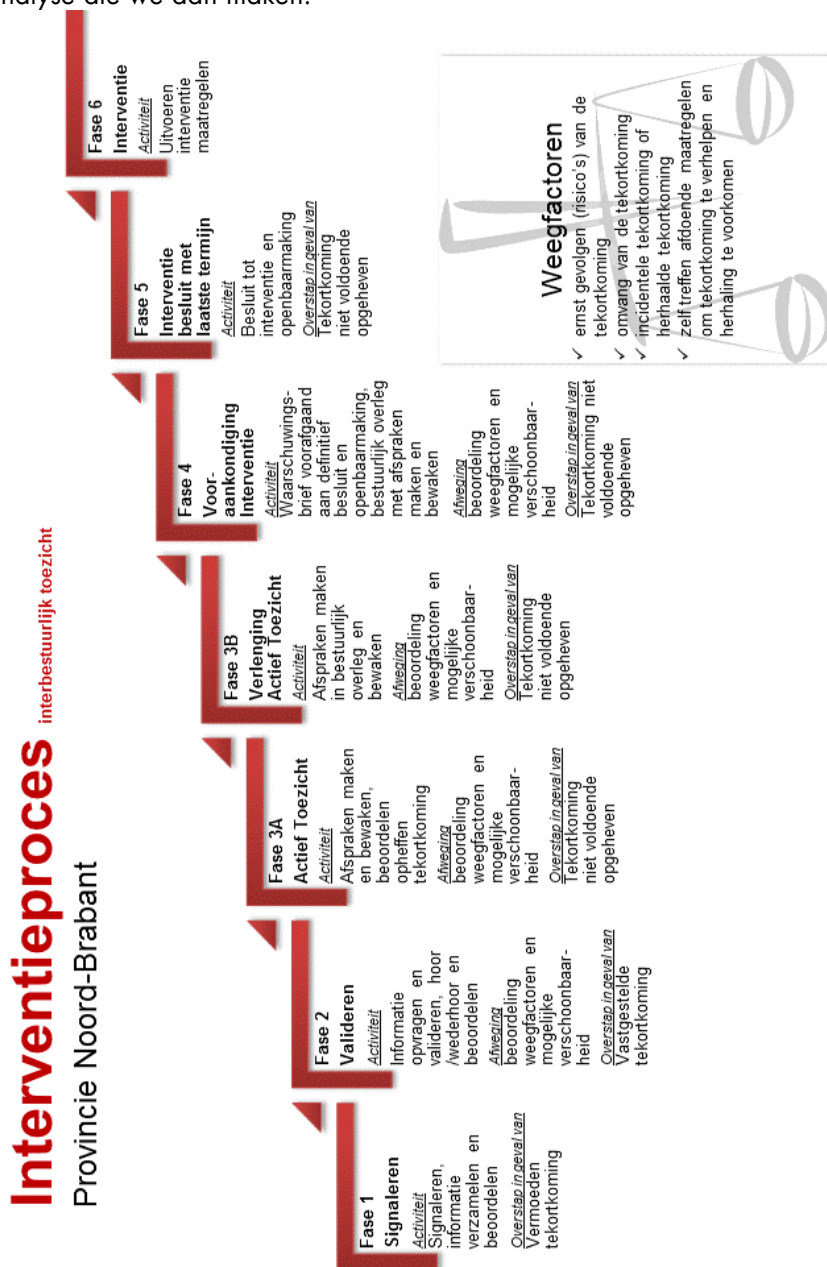 nalyse die we dan maken.
Interventieproces interbestuurlijk toezicht
Provincie Noord-Brabant
Fase 1
Signaleren
Activiteit
Signaleren,
informatie
verzamelen en
beoordelen
Overstap in geval van
Vermoeden
tekortkoming
Fase 2
Valideren
Activiteit
Informatie
opvragen en
valideren, hoor
/wederhoor en
beoordelen
Afweging
beoordeling
weegfactoren en
mogelijke
verschoonbaar-
heid
Overstap in geval van
Vastgestelde
tekortkoming
Fase 3A
Actief Toezicht
Activiteit
Afspraken maken
en bewaken,
beoordelen
opheffen
tekortkoming
Afweging
beoordeling
weegfactoren en
mogelijke
verschoonbaar-
heid
Overstap in geval van
Tekortkoming
niet voldoende
opgeheven
Fase 3B
Verlenging
Actief Toezicht
Activiteit
Afspraken maken
in bestuurlijk
overleg en
bewaken
Afweging
beoordeling
weegfactoren en
mogelijke
verschoonbaar-
heid
Overstap in geval van
Tekortkoming
niet voldoende
opgeheven
Fase 4
Voor-
aankondiging
Interventie
Activiteit
Waarschuwings-
brief voorafgaand
aan definitief
besluit en
openbaarmaking,
bestuurlijk overleg
met afspraken
maken en
bewaken
Afweging
beoordeling
weegfactoren en
mogelijke
verschoonbaar-
heid
Overstap in geval van
Tekortkoming niet
voldoende
opgeheven
Fase 5
Interventie
besluit met
laatste termijn
Activiteit
Besluit tot
interventie en
openbaarmaking
Overstap in geval van
Tekortkoming
niet voldoende
opgeheven
Fase 6
Interventie
Activiteit
Uitvoeren
interventie
maatregelen
Weegfactoren
✓ ernst gevolgen (risico's) van de
tekortkoming
✓ omvang van de tekortkoming
✓ incidentele tekortkoming of
herhaalde tekortkoming
✓ zelf treffen afdoende maatregelen
om tekortkoming te verhelpen en
herhaling te voorkomen